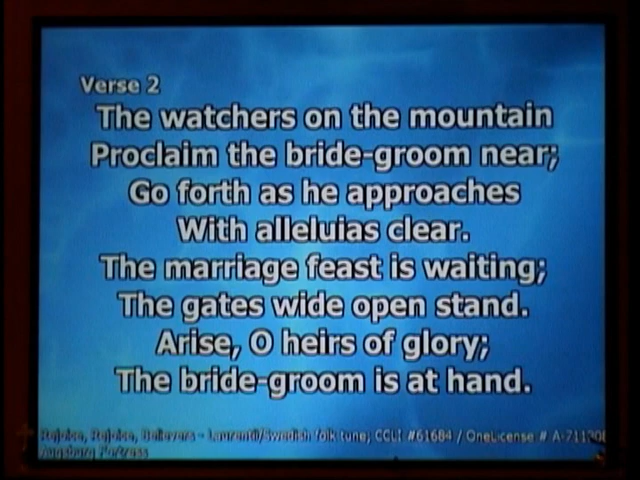 Verse 2
The watchers on the mountain
Proclaim the bride-groom near;
Go forth as he approaches
With alleluias clear.
The marriage feast is waiting;
The gates wide open stand.
Arise, O heirs of glory;
The bride-groom is at hand.
Rejoice, Rejoice, Believers - Laurenti/Swedish folk tune; CCLI #61684 / OneLicense # A-711
Augsburg Fortress